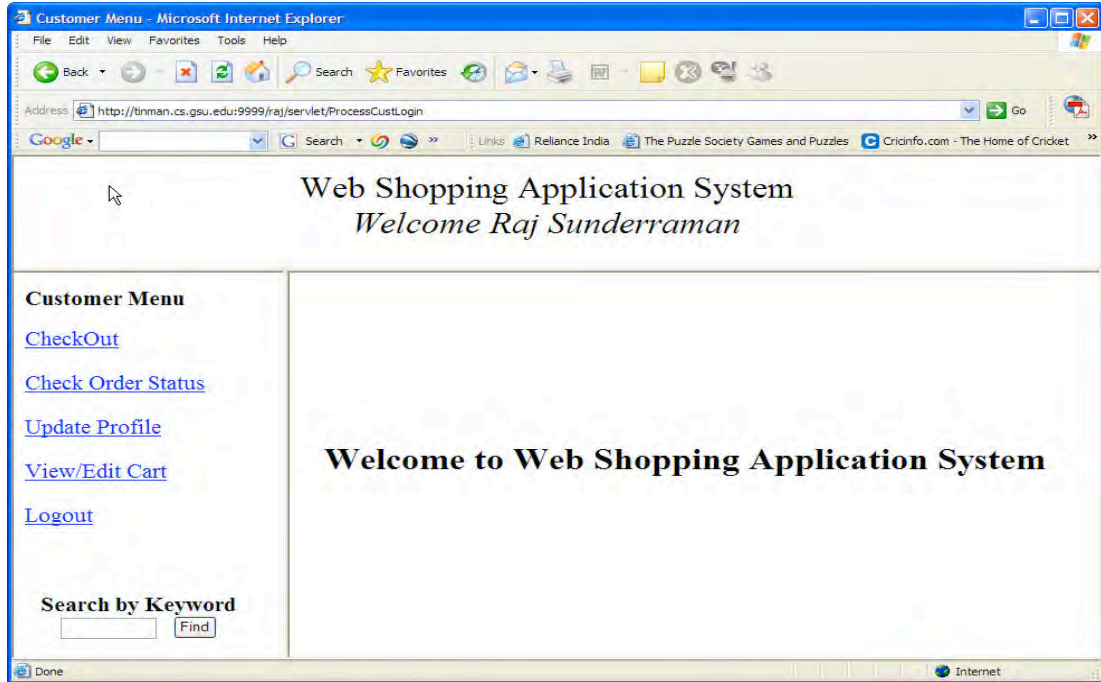 Customer Menu - Microsoft Internet Explorer
File Edit View Favorites Tools Help
Back Search Favorites
Address http://tinman.cs.gsu.edu:9999/raj/servlet/ProcessCustLogin Go
Google Search » Links Reliance India The Puzzle Society Games and Puzzles Cricinfo.com - The Home of Cricket »
Web Shopping Application System
Welcome Raj Sunderraman
Customer Menu
CheckOut
Check Order Status
Update Profile
View/Edit Cart
Logout
Search by Keyword
Find
Welcome to Web Shopping Application System
Done Internet